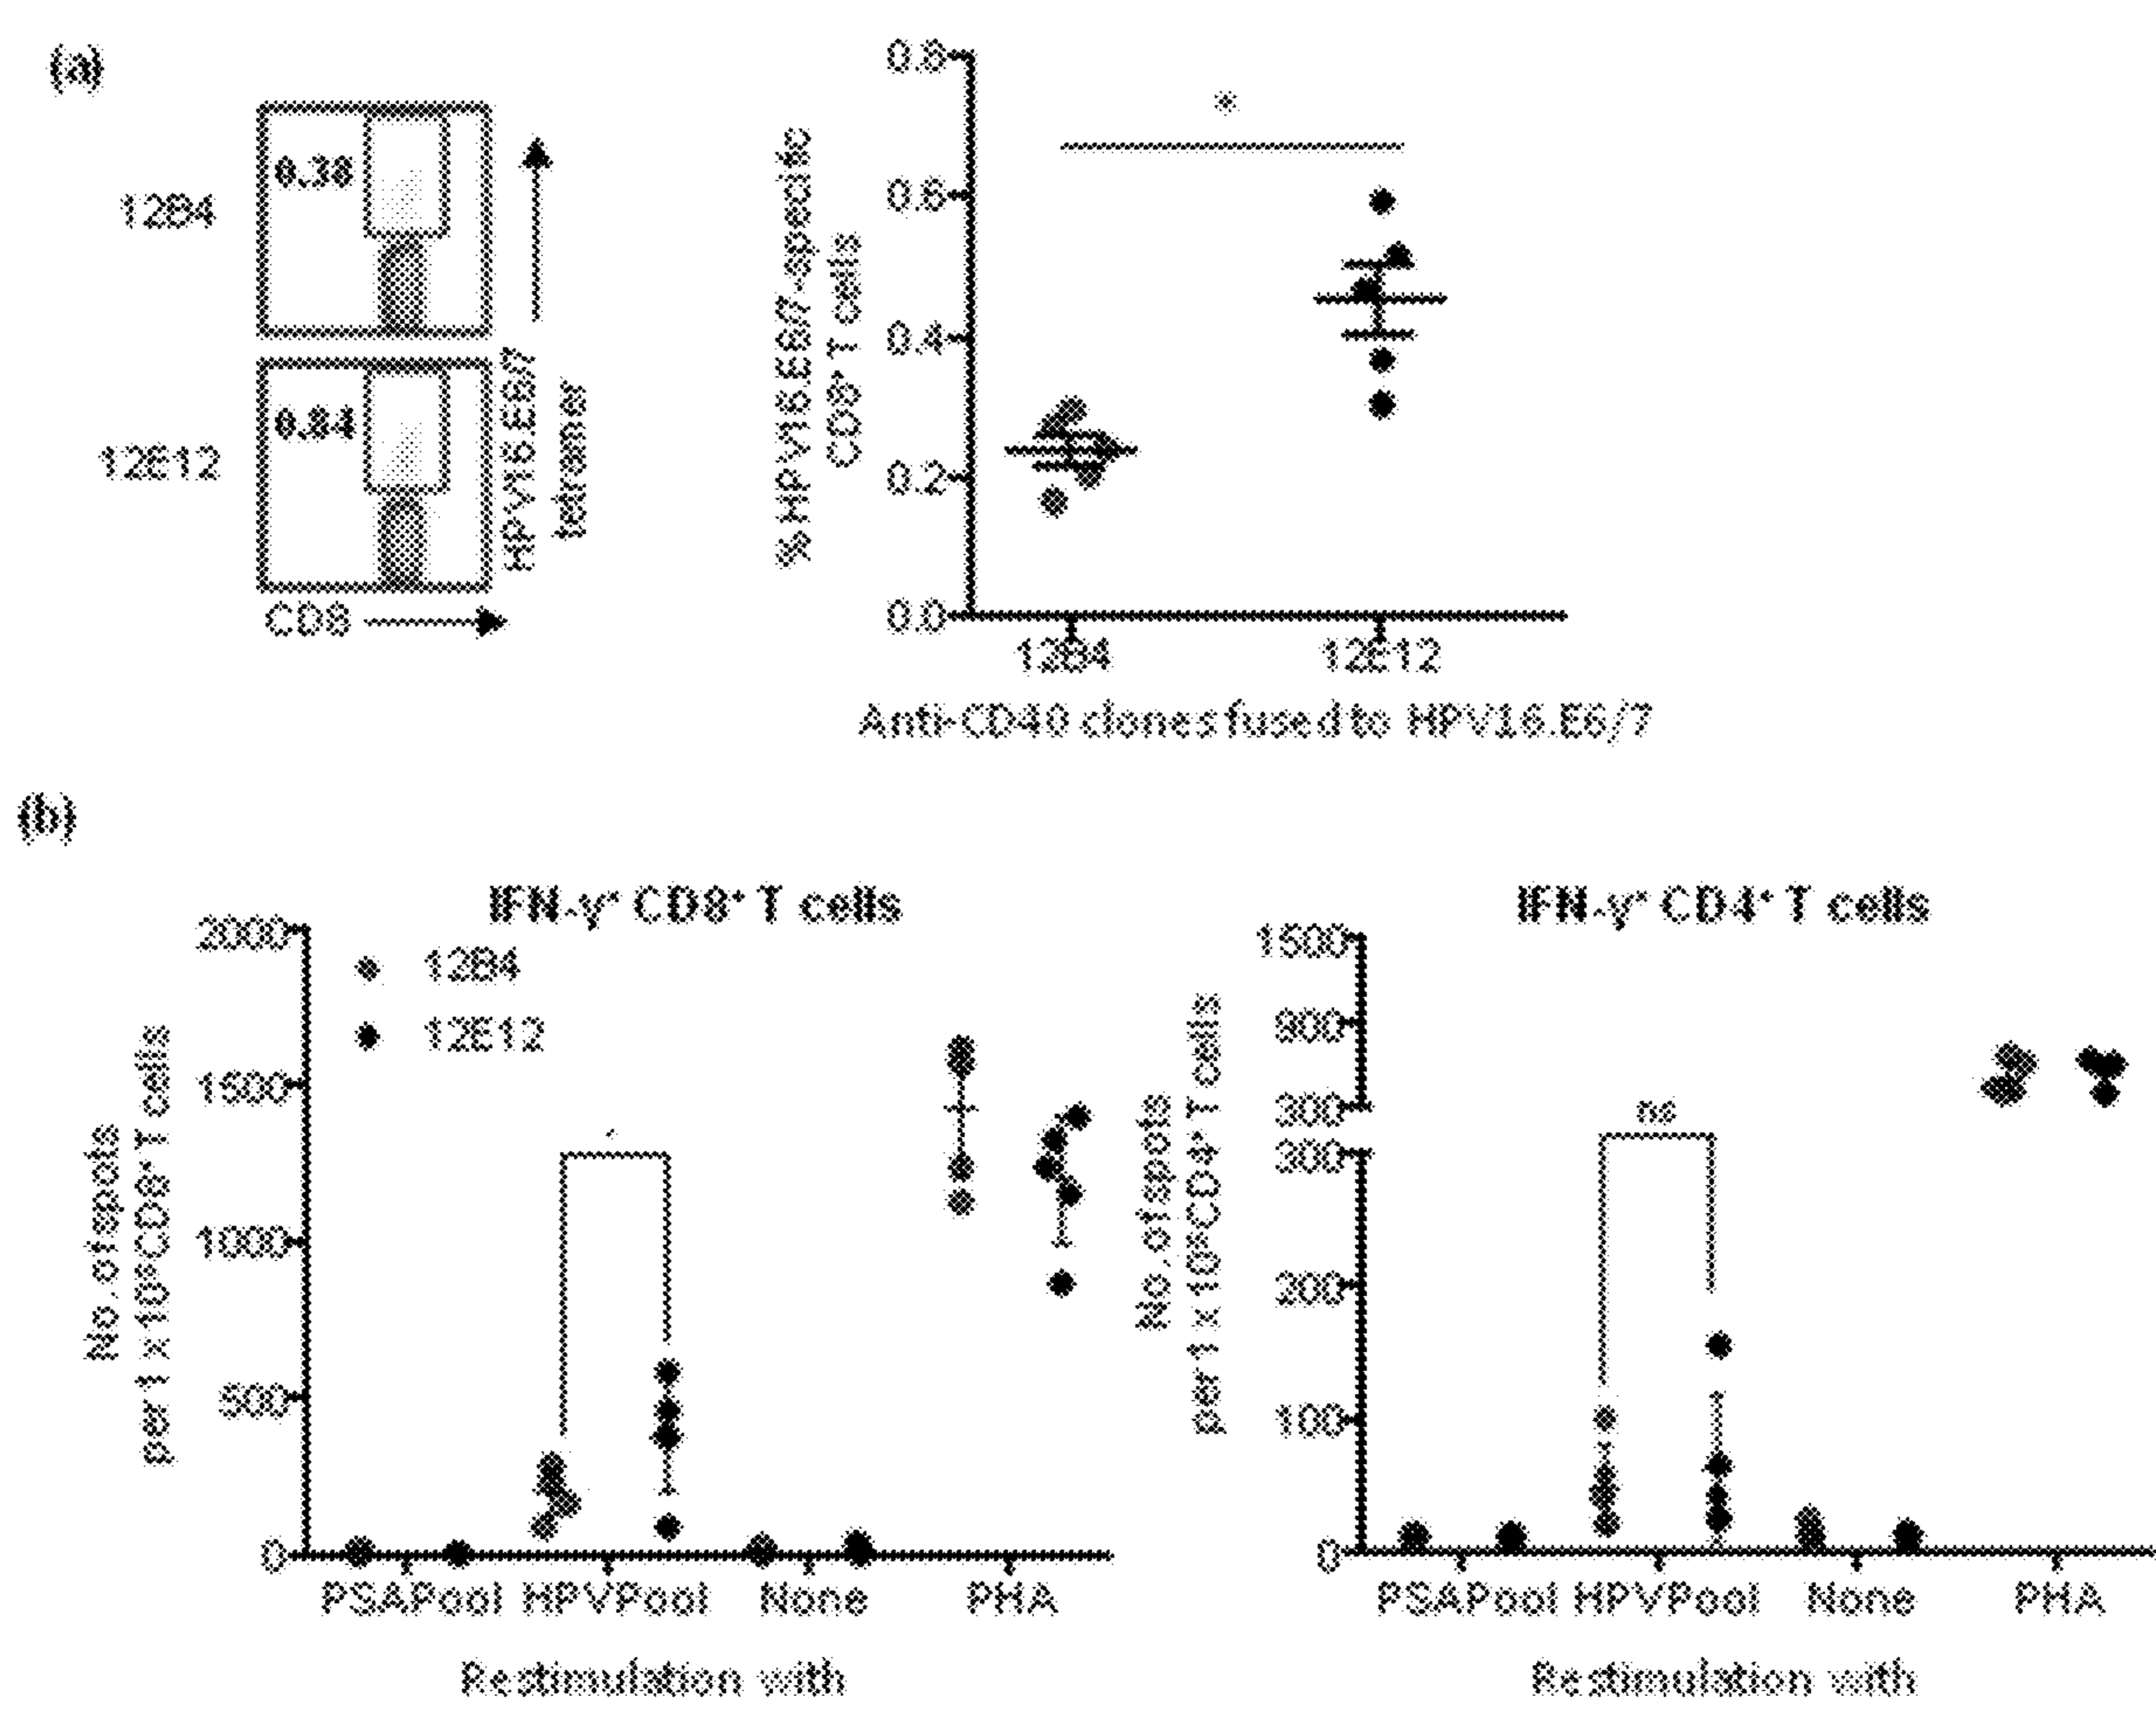 (a)
12B4
0.38
12E12
0.84
HPV16.E6/7
tetramer
CD8
% HPV16.E6/7-specific
CD8⁺ T cells
0.8
0.6
0.4
0.2
0.0
*
12B4
12E12
Anti-CD40 clones fused to HPV16.E6/7
(b)
IFN-γ⁺ CD8⁺ T cells
No. of spots
per 1 x 10⁶ CD8⁺ T cells
2000
1500
1000
500
0
12B4
12E12
PSAPool HPVPool None PHA
Restimulation with
IFN-γ⁺ CD4⁺ T cells
No. of spots
per 1 x 10⁶ CD4⁺ T cells
1500
300
300
200
100
0
ns
PSAPool HPVPool None PHA
Restimulation with